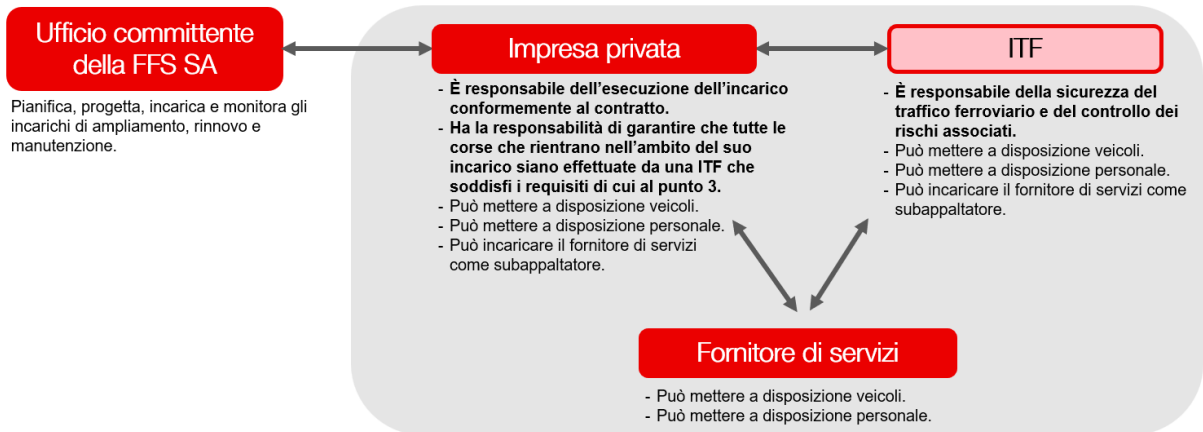 Ufficio committente
della FFS SA
Pianifica, progetta, incarica e monitora gli
incarichi di ampliamento, rinnovo e
manutenzione.
Impresa privata
- È responsabile dell’esecuzione dell’incarico
conformemente al contratto.
- Ha la responsabilità di garantire che tutte le
corse che rientrano nell’ambito del suo
incarico siano effettuate da una ITF che
soddisfi i requisiti di cui al punto 3.
- Può mettere a disposizione veicoli.
- Può mettere a disposizione personale.
- Può incaricare il fornitore di servizi
come subappaltatore.
ITF
- È responsabile della sicurezza del
traffico ferroviario e del controllo dei
rischi associati.
- Può mettere a disposizione veicoli.
- Può mettere a disposizione personale.
- Può incaricare il fornitore di servizi come
subappaltatore.
Fornitore di servizi
- Può mettere a disposizione veicoli.
- Può mettere a disposizione personale.